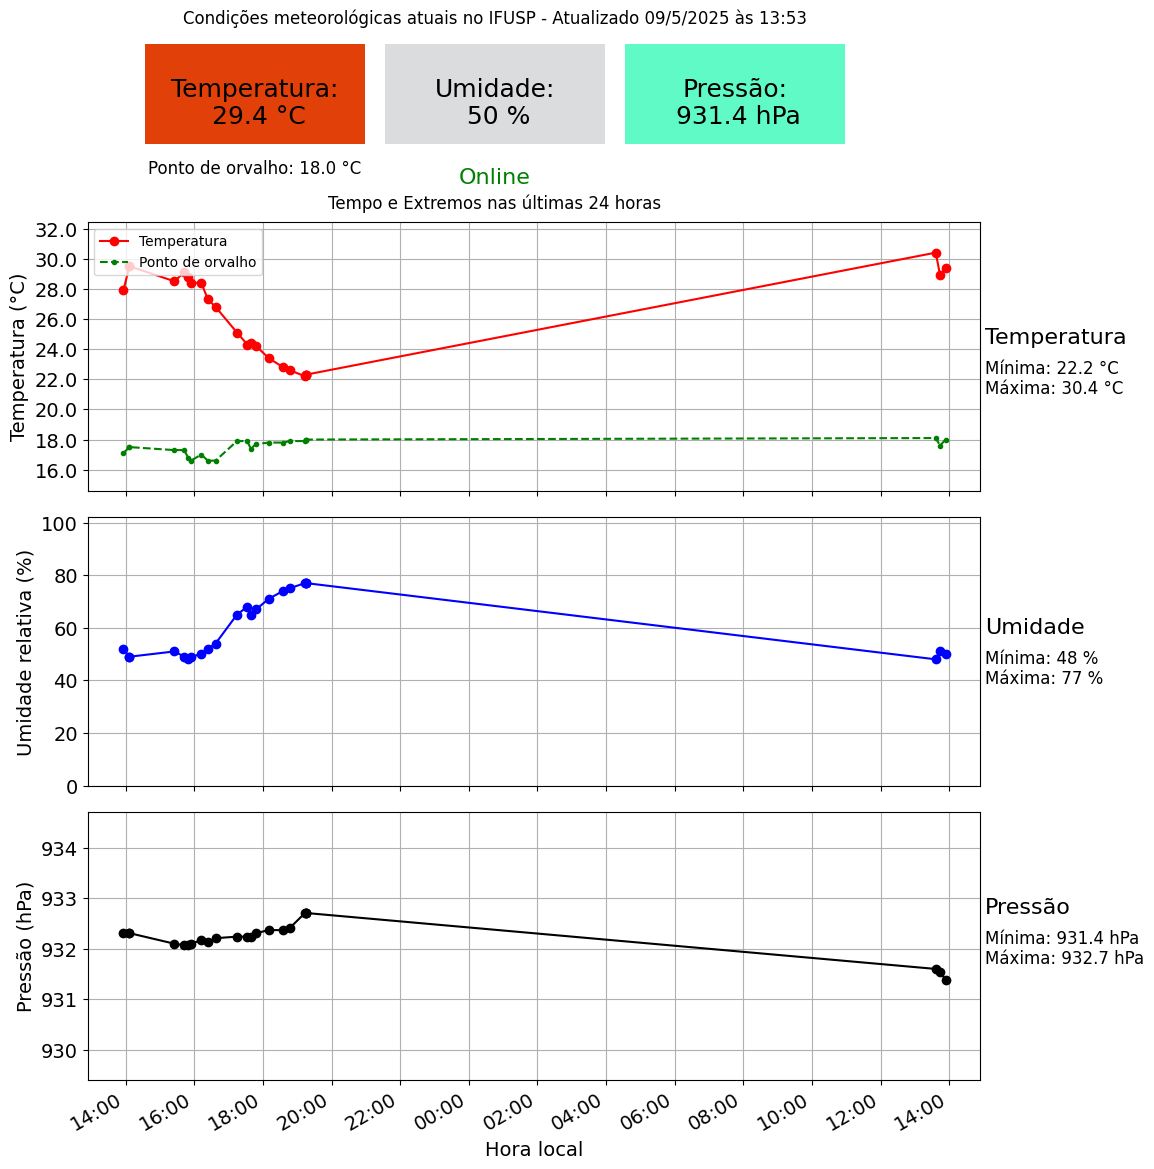 Condições meteorológicas atuais no IFUSP - Atualizado 09/5/2025 às 13:53
Temperatura:
29.4 °C
Umidade:
50 %
Pressão:
931.4 hPa
Ponto de orvalho: 18.0 °C
Online
Tempo e Extremos nas últimas 24 horas
Temperatura
Ponto de orvalho
Temperatura (°C)
32.0
30.0
28.0
26.0
24.0
22.0
20.0
18.0
16.0
Temperatura
Mínima: 22.2 °C
Máxima: 30.4 °C
Umidade relativa (%)
100
80
60
40
20
0
Umidade
Mínima: 48 %
Máxima: 77 %
Pressão (hPa)
934
933
932
931
930
Pressão
Mínima: 931.4 hPa
Máxima: 932.7 hPa
14:00 16:00 18:00 20:00 22:00 00:00 02:00 04:00 06:00 08:00 10:00 12:00 14:00
Hora local